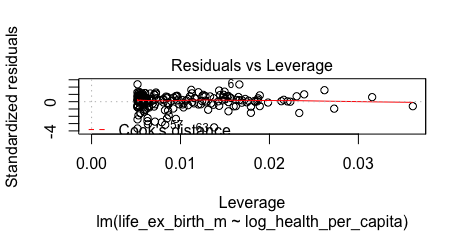 Residuals vs Leverage
Standardized residuals
0
-4
6
Cook's distance
63
0.00
0.01
0.02
0.03
Leverage
lm(life_ex_birth_m ~ log_health_per_capita)